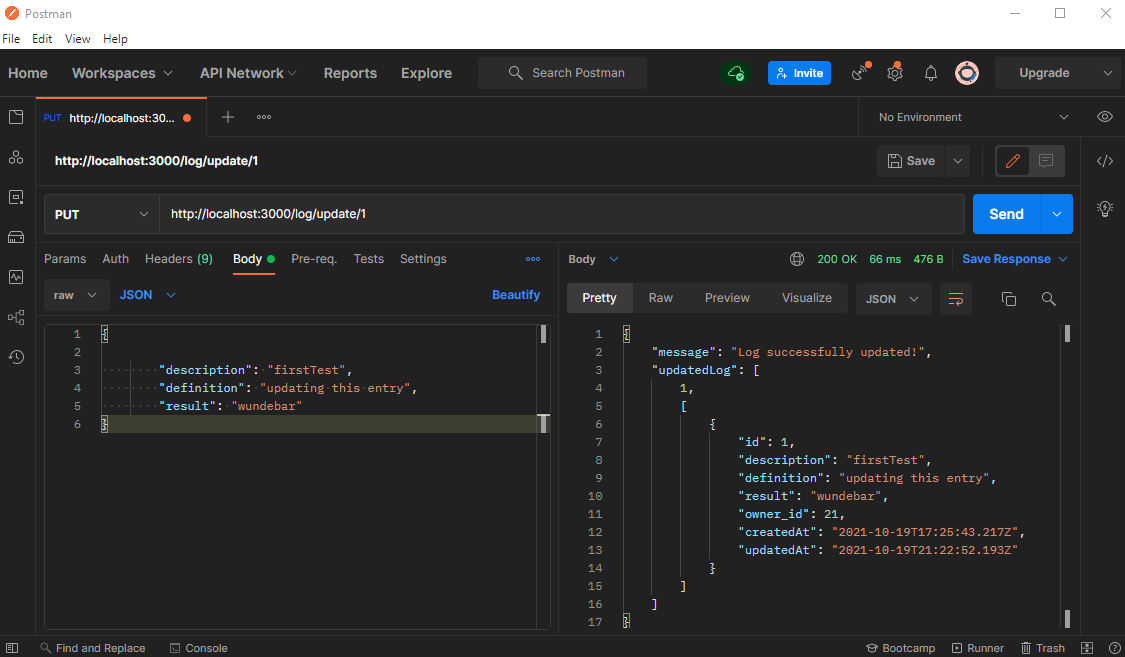 Postman
File Edit View Help
Home Workspaces API Network Reports Explore Search Postman Invite Upgrade
PUT http://localhost:30... No Environment
http://localhost:3000/log/update/1 Save
PUT http://localhost:3000/log/update/1 Send
Params Auth Headers (9) Body Pre-req. Tests Settings
raw JSON Beautify
1 {
2
3 "description": "firstTest",
4 "definition": "updating this entry",
5 "result": "wundebar"
6 }
Body 200 OK 66 ms 476 B Save Response
Pretty Raw Preview Visualize JSON
1 {
2 "message": "Log successfully updated!",
3 "updatedLog": [
4 1,
5 [
6 {
7 "id": 1,
8 "description": "firstTest",
9 "definition": "updating this entry",
10 "result": "wundebar",
11 "owner_id": 21,
12 "createdAt": "2021-10-19T17:25:43.217Z",
13 "updatedAt": "2021-10-19T21:22:52.193Z"
14 }
15 ]
16 ]
17 }
Find and Replace Console Bootcamp Runner Trash